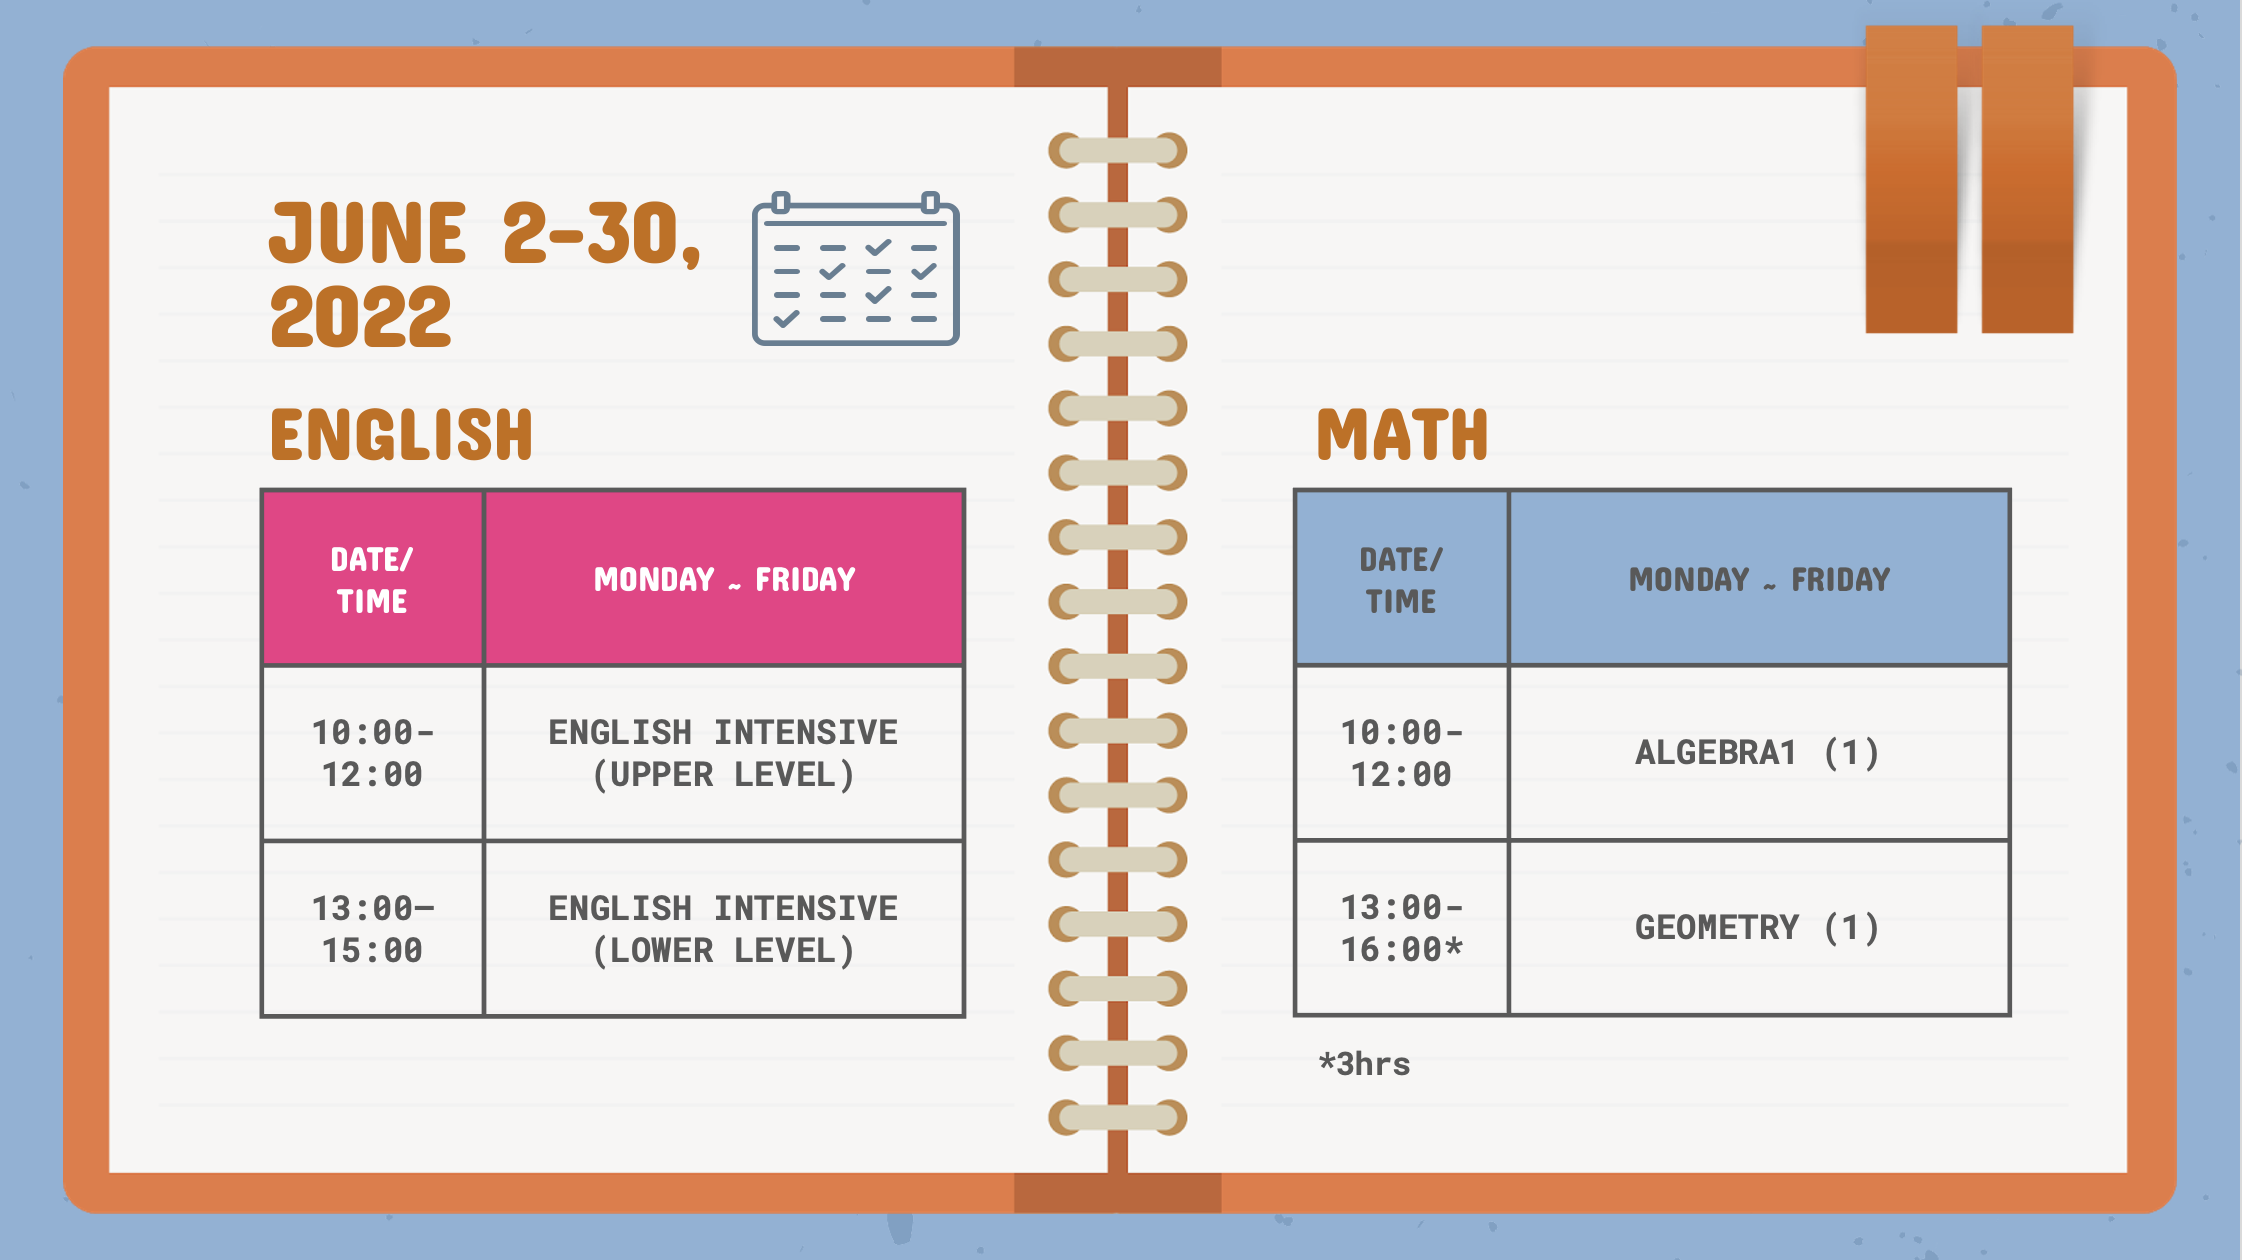 JUNE 2-30,
2022
ENGLISH
DATE/
TIME
MONDAY ~ FRIDAY
10:00-
12:00
ENGLISH INTENSIVE
(UPPER LEVEL)
13:00–
15:00
ENGLISH INTENSIVE
(LOWER LEVEL)
MATH
DATE/
TIME
MONDAY ~ FRIDAY
10:00-
12:00
ALGEBRA1 (1)
13:00-
16:00*
GEOMETRY (1)
*3hrs